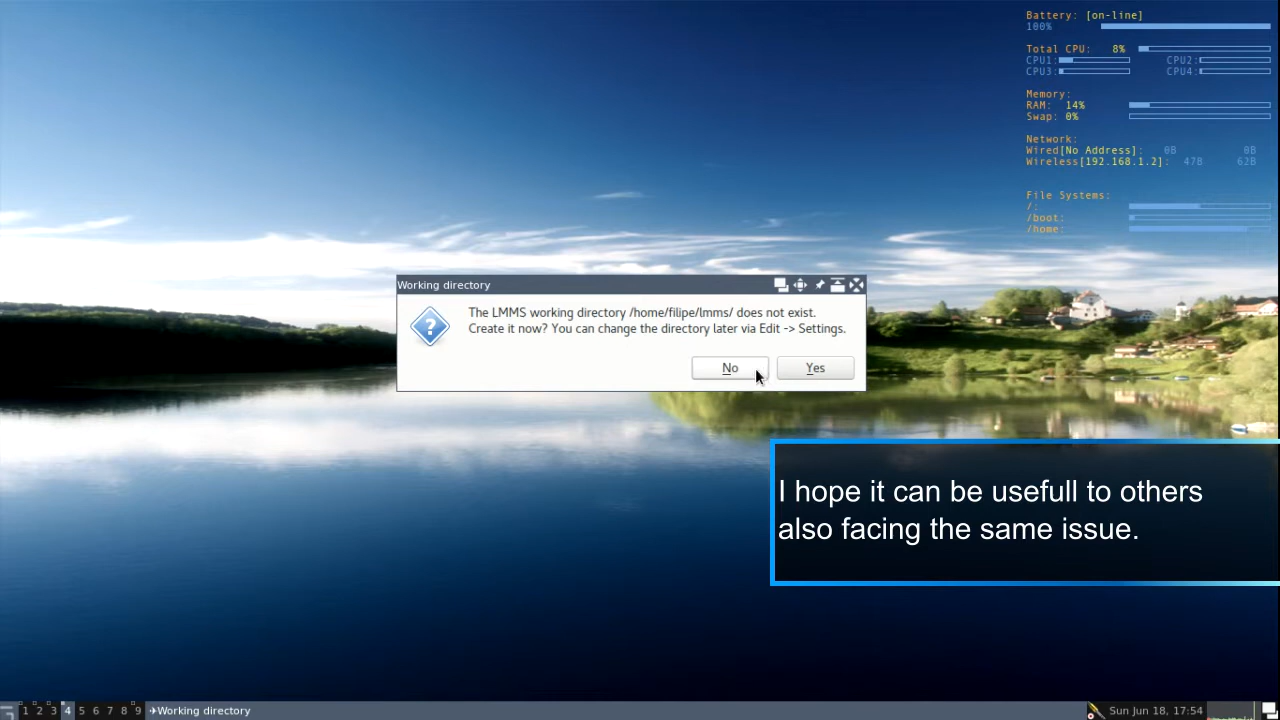 Battery: [on-line]
100%
Total CPU: 8%
CPU1: CPU2:
CPU3: CPU4:
Memory:
RAM: 14%
Swap: 0%
Network:
Wired[No Address]: 0B 0B
Wireless[192.168.1.2]: 47B 62B
File Systems:
/:
/boot:
/home:
Working directory
The LMMS working directory /home/filipe/lmms/ does not exist.
Create it now? You can change the directory later via Edit -> Settings.
No Yes
I hope it can be usefull to others
also facing the same issue.
1 2 3 4 5 6 7 8 9 Working directory Sun Jun 18, 17:54